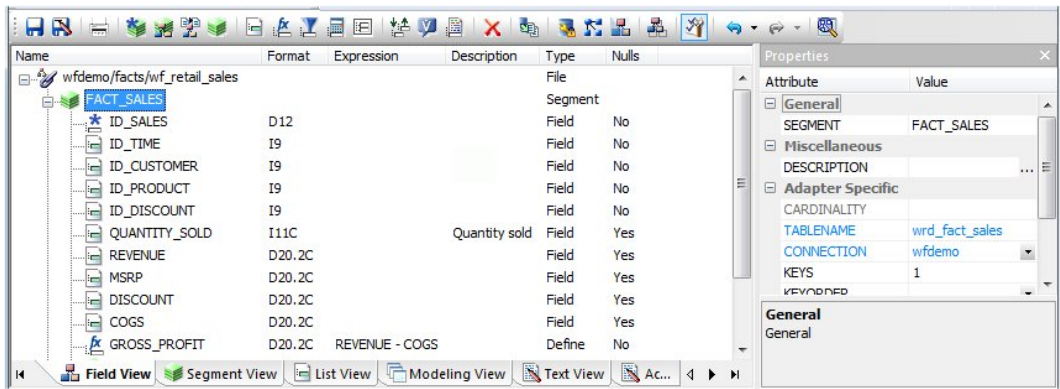 Name Format Expression Description Type Nulls
wfdemo/facts/wf_retail_sales File
FACT_SALES Segment
ID_SALES D12 Field No
ID_TIME I9 Field No
ID_CUSTOMER I9 Field No
ID_PRODUCT I9 Field No
ID_DISCOUNT I9 Field No
QUANTITY_SOLD I11C Quantity sold Field Yes
REVENUE D20.2C Field Yes
MSRP D20.2C Field Yes
DISCOUNT D20.2C Field Yes
COGS D20.2C Field Yes
GROSS_PROFIT D20.2C REVENUE - COGS Define No
Field View Segment View List View Modeling View Text View Ac...
Properties
Attribute Value
General
SEGMENT FACT_SALES
Miscellaneous
DESCRIPTION ...
Adapter Specific
CARDINALITY
TABLENAME wrd_fact_sales
CONNECTION wfdemo
KEYS 1
KEYORDER
General
General